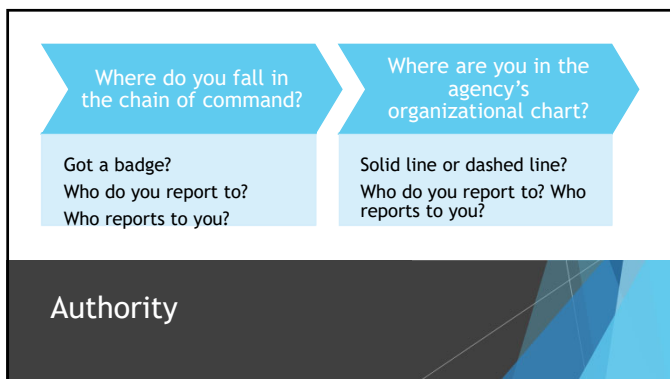 Where do you fall in
the chain of command?
Got a badge?
Who do you report to?
Who reports to you?
Where are you in the
agency’s
organizational chart?
Solid line or dashed line?
Who do you report to? Who
reports to you?
Authority